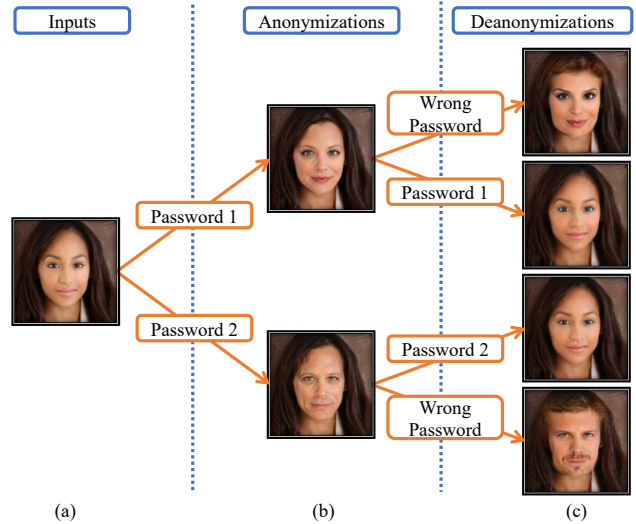 Inputs
Anonymizations
Deanonymizations
Wrong
Password
Password 1
Password 1
Password 2
Password 2
Wrong
Password
(a)
(b)
(c)